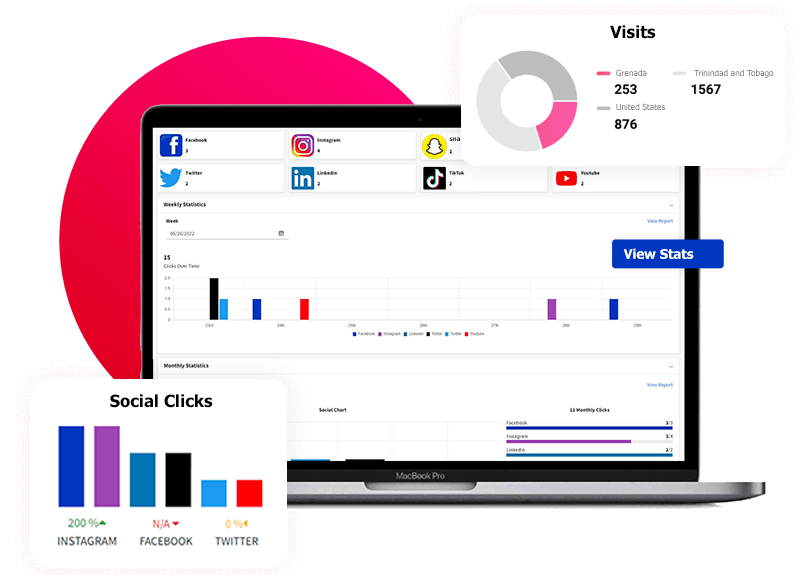 Visits
Grenada
253
Trinindad and Tobago
1567
United States
876
Facebook
3
Instagram
4
sna
2
Twitter
2
LinkedIn
2
TikTok
2
Youtube
2
Weekly Statistics
Week
View Report
06/26/2022
View Stats
15
Clicks Over Time
2.0
1.5
1.0
0.5
0
23rd 24th 25th 26th 27th 28th 29th
Facebook Instagram LinkedIn Tiktok Twitter Youtube
Monthly Statistics
View Report
Social Chart
12 Monthly Clicks
Facebook 3/3
Instagram 3/4
LinkedIn 2/2
MacBook Pro
Social Clicks
200 % N/A 0 %
INSTAGRAM FACEBOOK TWITTER